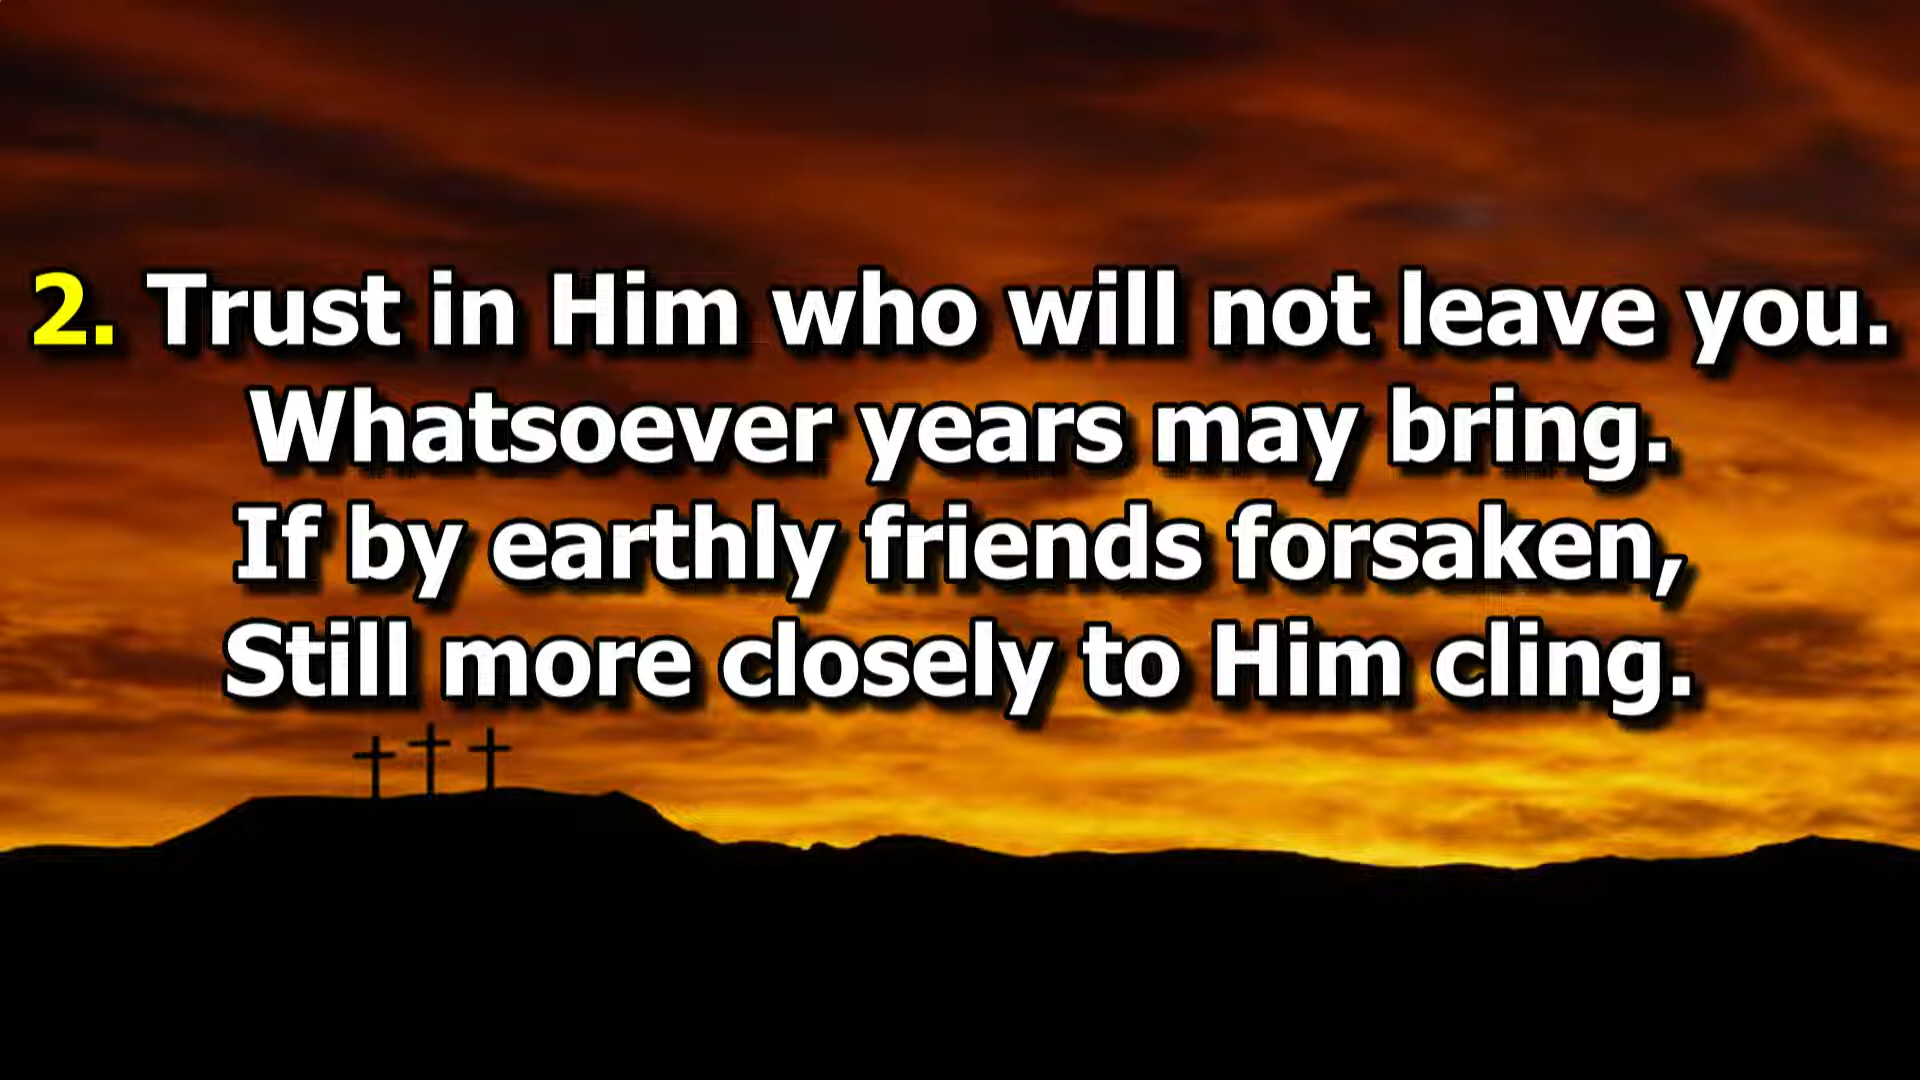 2. Trust in Him who will not leave you.
Whatsoever years may bring.
If by earthly friends forsaken,
Still more closely to Him cling.